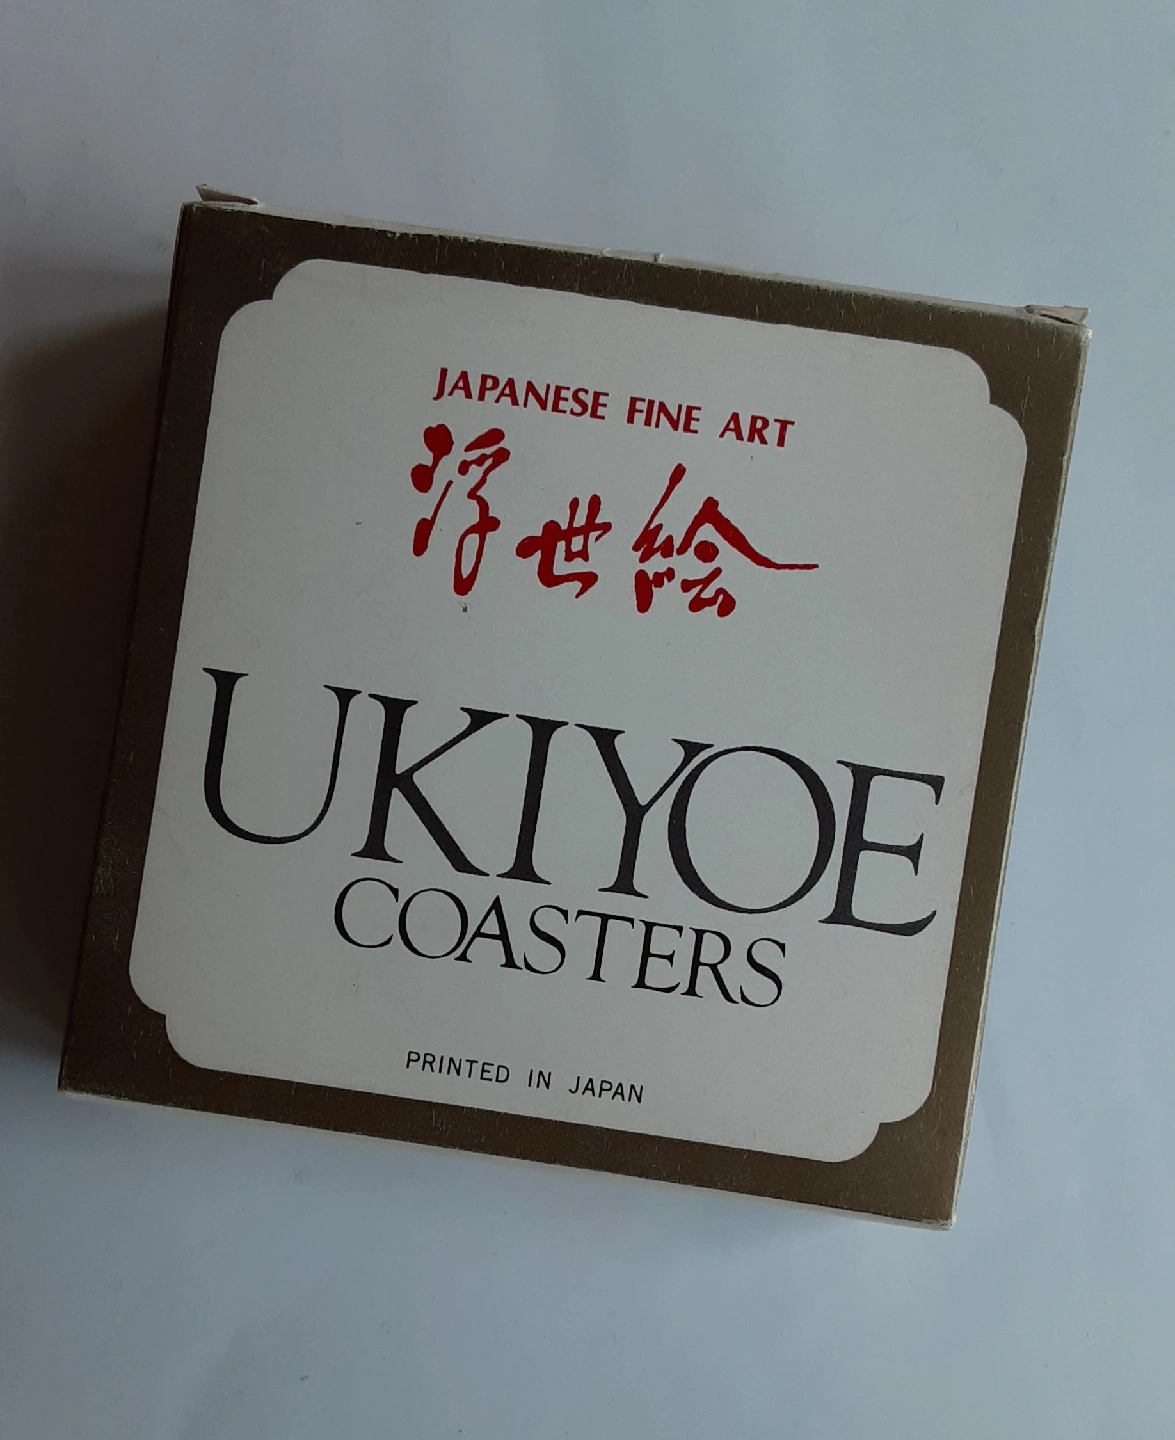 JAPANESE FINE ART
浮世絵
UKIYOE
COASTERS
PRINTED IN JAPAN